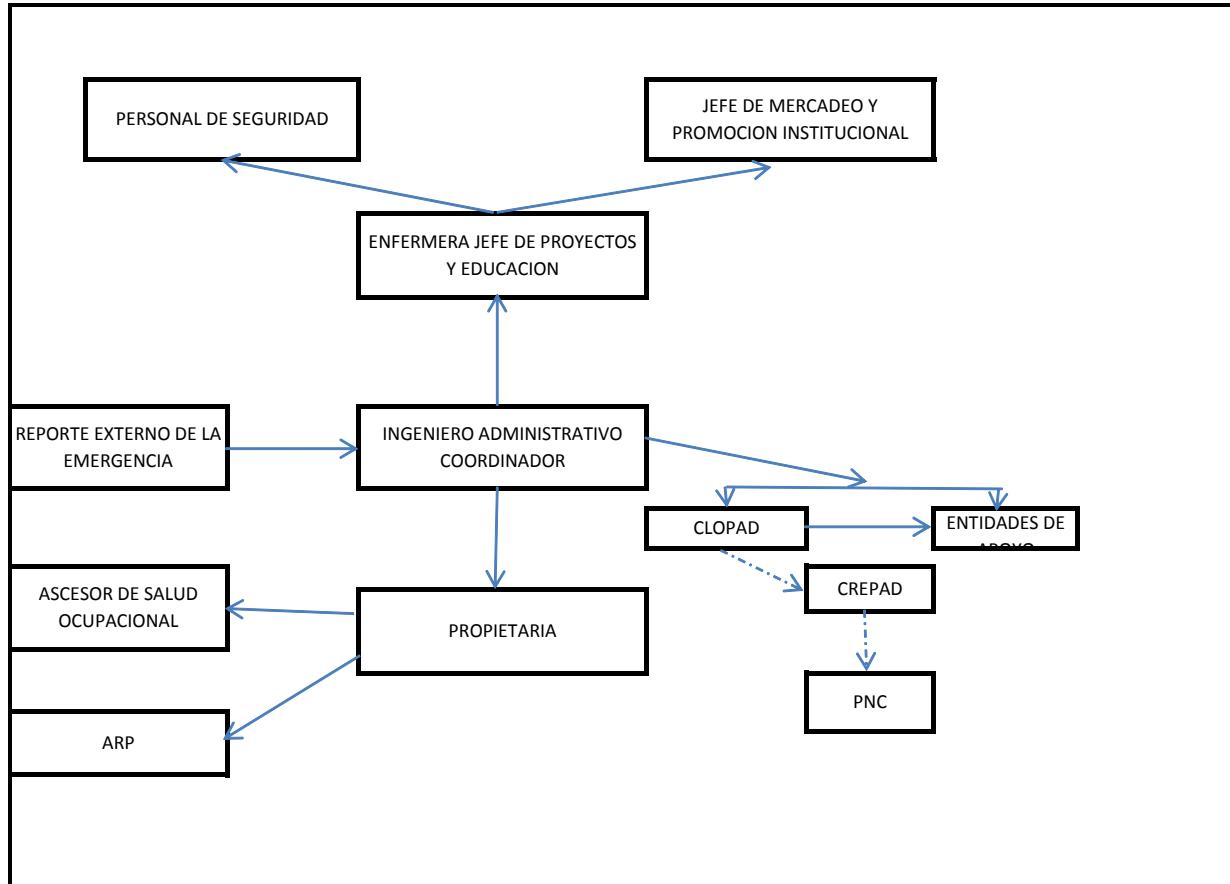 PERSONAL DE SEGURIDAD
JEFE DE MERCADEO Y
PROMOCION INSTITUCIONAL
ENFERMERA JEFE DE PROYECTOS
Y EDUCACION
REPORTE EXTERNO DE LA
EMERGENCIA
INGENIERO ADMINISTRATIVO
COORDINADOR
CLOPAD
ENTIDADES DE
APOYO
CREPAD
ASCESOR DE SALUD
OCUPACIONAL
PROPIETARIA
PNC
ARP